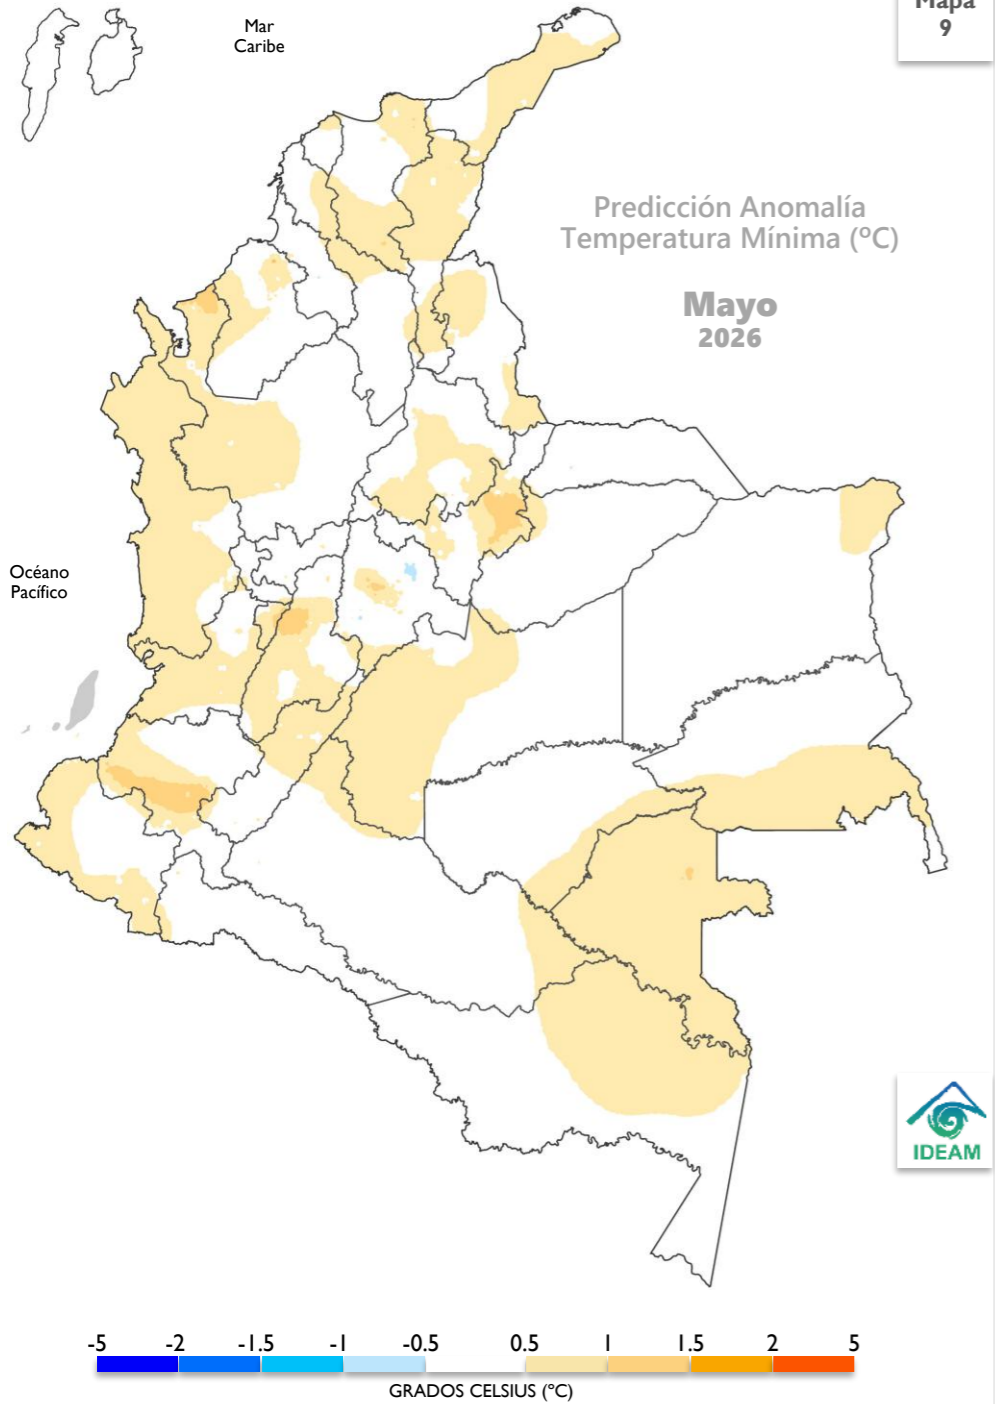 Mapa
9
Mar
Caribe
Predicción Anomalía
Temperatura Mínima (ºC)
Mayo
2026
Océano
Pacífico
IDEAM
-5 -2 -1.5 -1 -0.5 0.5 1 1.5 2 5
GRADOS CELSIUS (ºC)